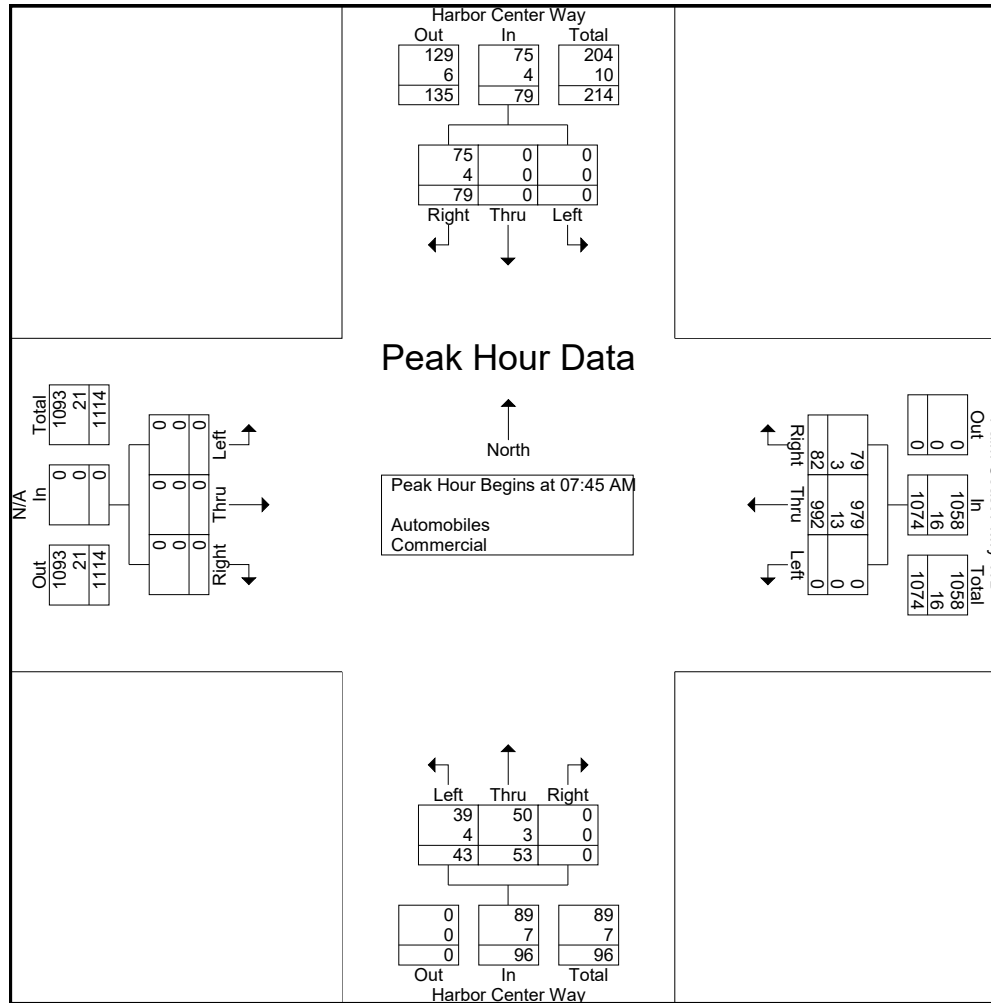 Harbor Center Way
Out In Total
129 75 204
6 4 10
135 79 214
75 0 0
4 0 0
79 0 0
Right Thru Left
Peak Hour Data
North
Peak Hour Begins at 07:45 AM
Automobiles
Commercial
N/A
Out In Total
1093 0 1093
21 0 21
1114 0 1114
Right Thru Left
0 0 0
0 0 0
0 0 0
Out In Total
0 1058 1058
0 16 16
0 1074 1074
Right Thru Left
79 979 0
3 13 0
82 992 0
Left Thru Right
39 50 0
4 3 0
43 53 0
0 89 89
0 7 7
0 96 96
Out In Total
Harbor Center Way